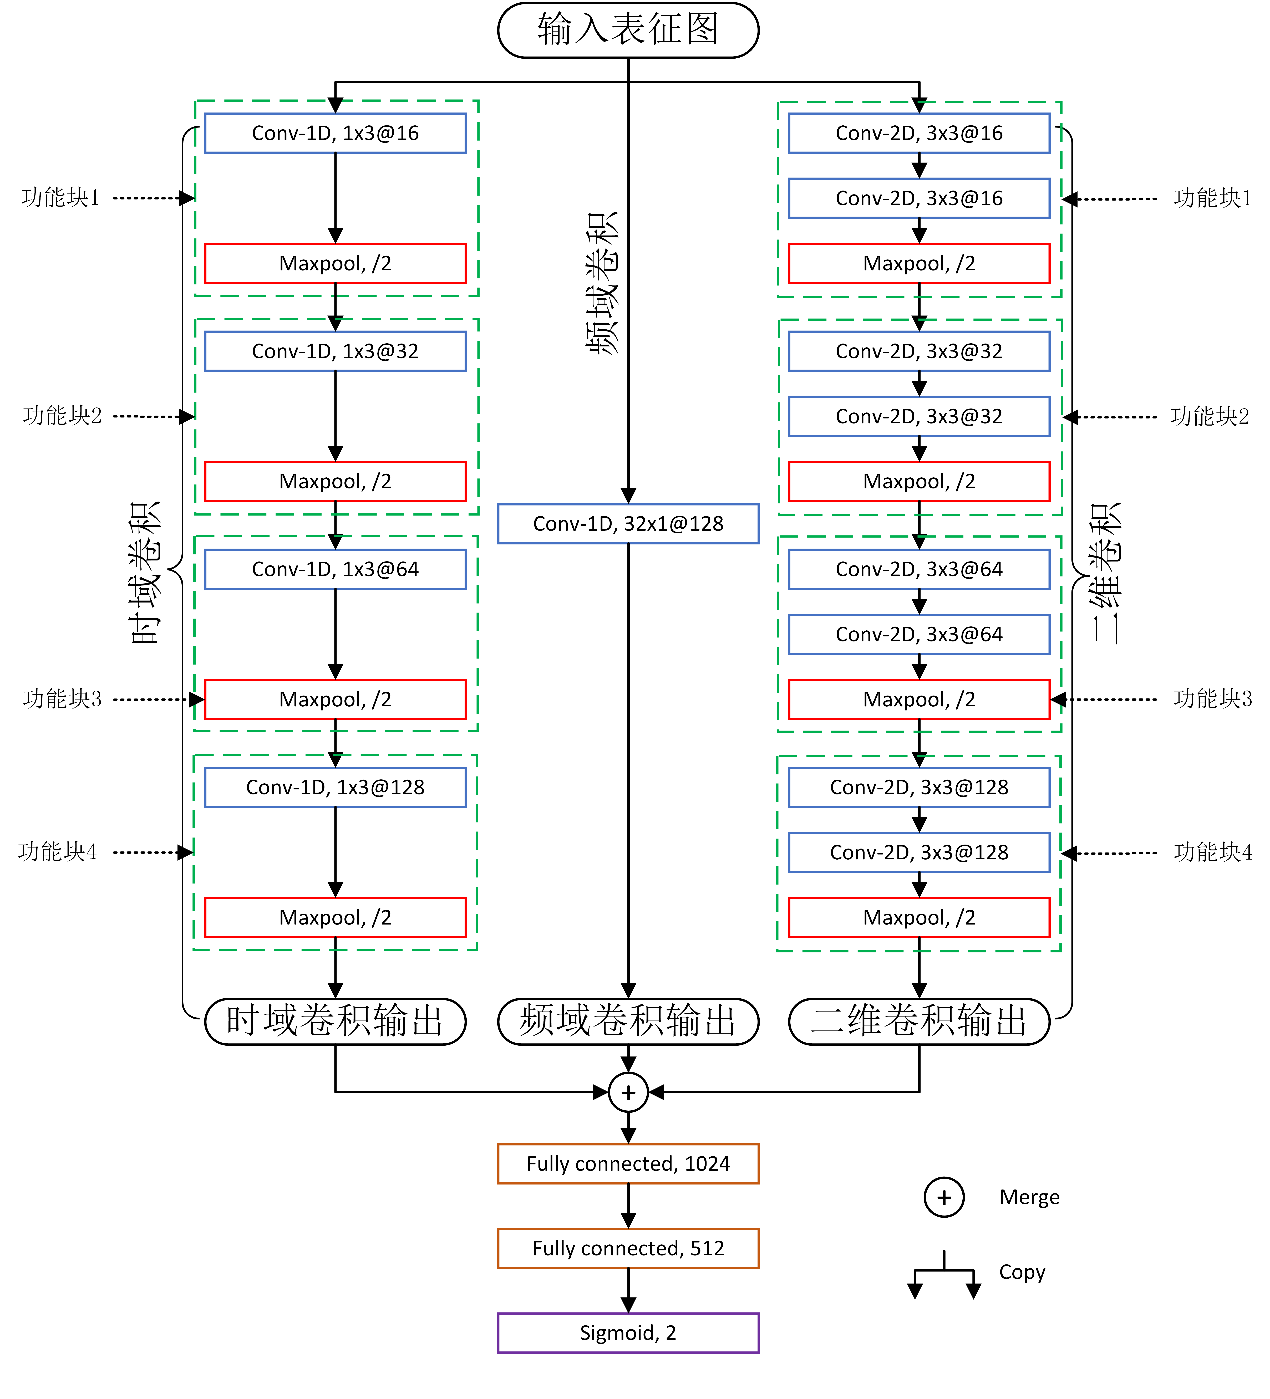 输入表征图
Conv-1D, 1x3@16
Maxpool, /2
Conv-1D, 1x3@32
Maxpool, /2
Conv-1D, 1x3@64
Maxpool, /2
Conv-1D, 1x3@128
Maxpool, /2
时域卷积输出
功能块1
功能块2
功能块3
功能块4
时域卷积
频域卷积
Conv-1D, 32x1@128
频域卷积输出
Conv-2D, 3x3@16
Conv-2D, 3x3@16
Maxpool, /2
Conv-2D, 3x3@32
Conv-2D, 3x3@32
Maxpool, /2
Conv-2D, 3x3@64
Conv-2D, 3x3@64
Maxpool, /2
Conv-2D, 3x3@128
Conv-2D, 3x3@128
Maxpool, /2
二维卷积输出
功能块1
功能块2
功能块3
功能块4
二维卷积
+
Fully connected, 1024
Fully connected, 512
Sigmoid, 2
+ Merge
Copy